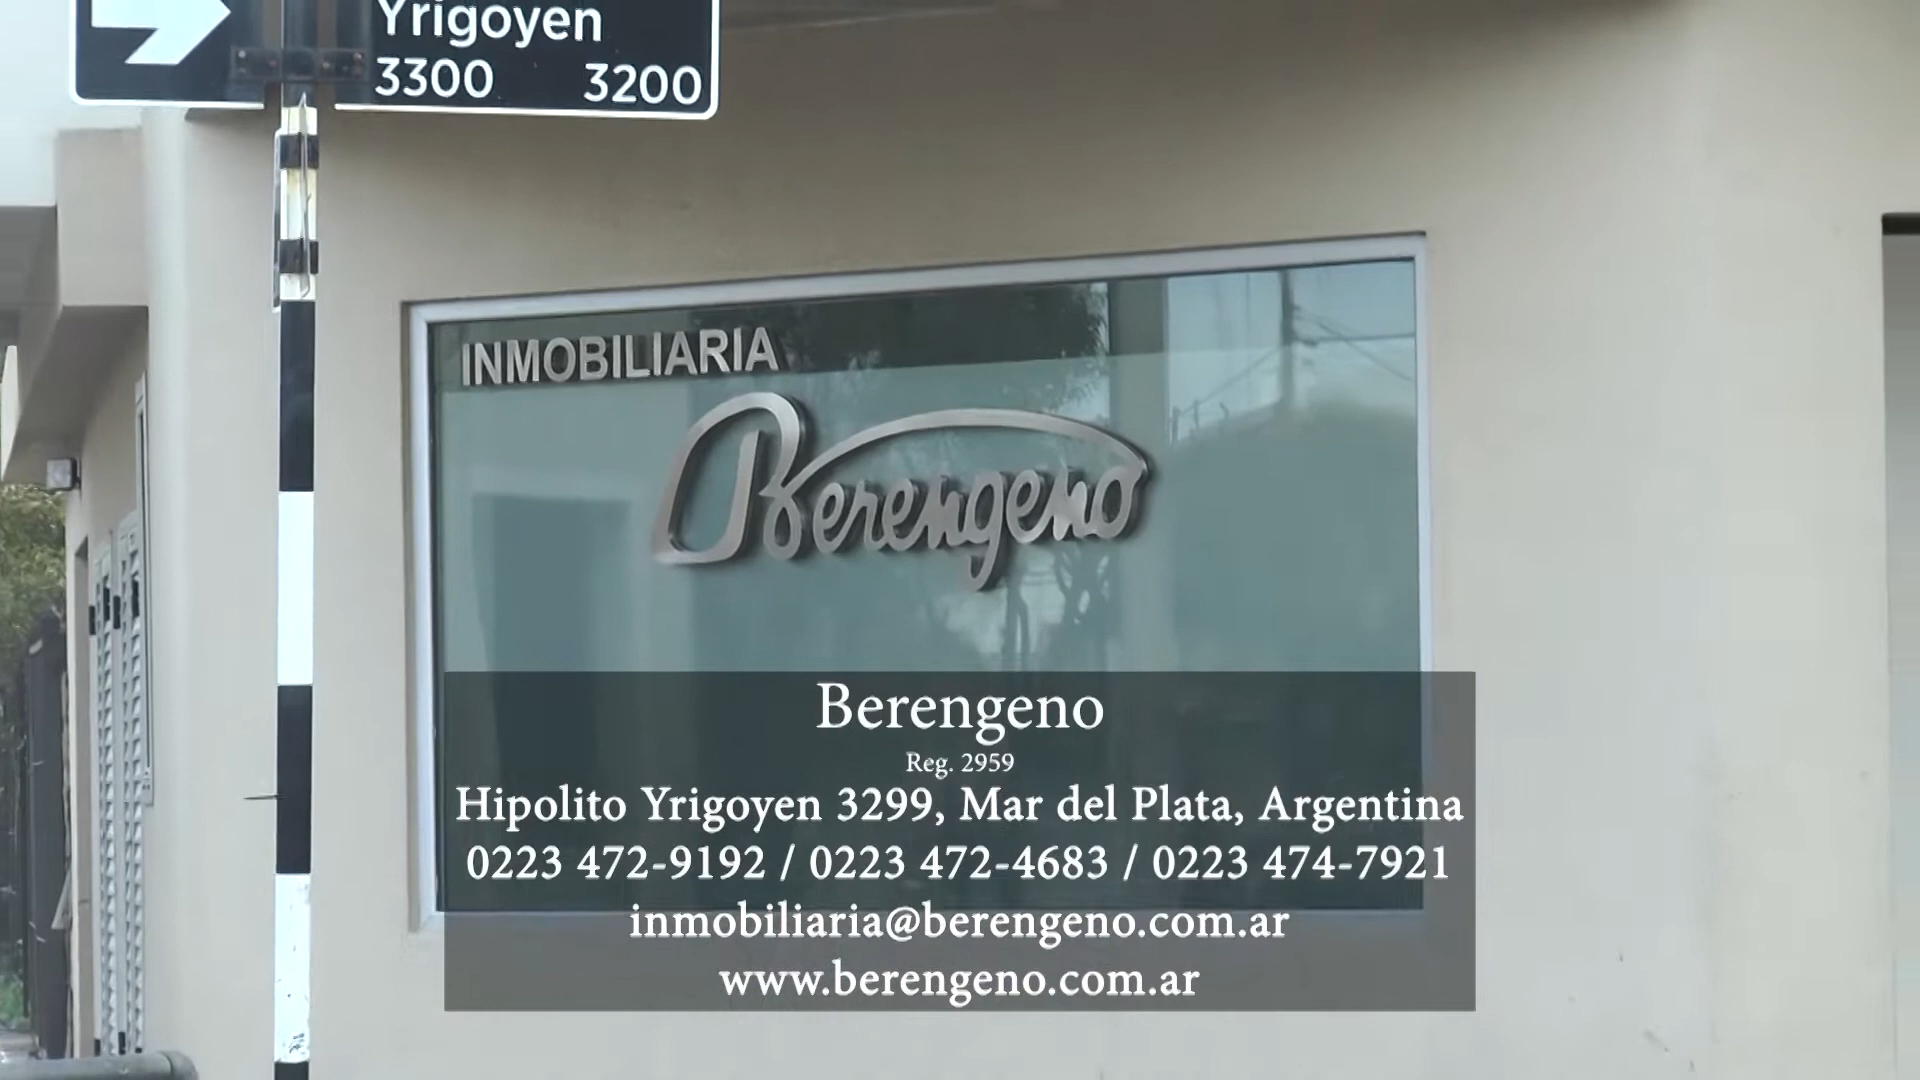 Yrigoyen
3300 3200
INMOBILIARIA
Berengeno
Berengeno
Reg. 2959
Hipolito Yrigoyen 3299, Mar del Plata, Argentina
0223 472-9192 / 0223 472-4683 / 0223 474-7921
inmobiliaria@berengeno.com.ar
www.berengeno.com.ar